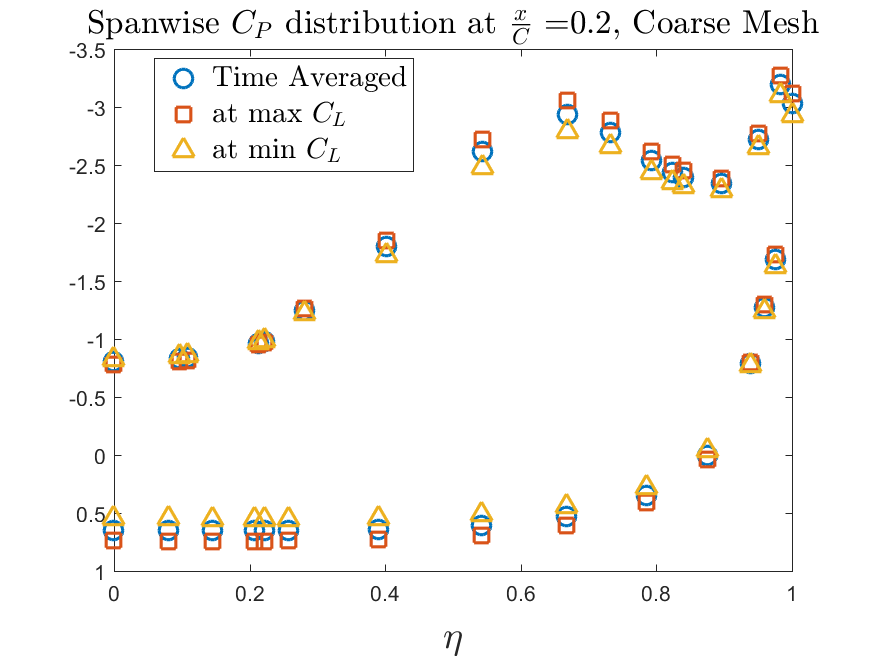 Spanwise C_P distribution at x/C =0.2, Coarse Mesh
Time Averaged
at max C_L
at min C_L
-3.5
-3
-2.5
-2
-1.5
-1
-0.5
0
0.5
1
0 0.2 0.4 0.6 0.8 1
η